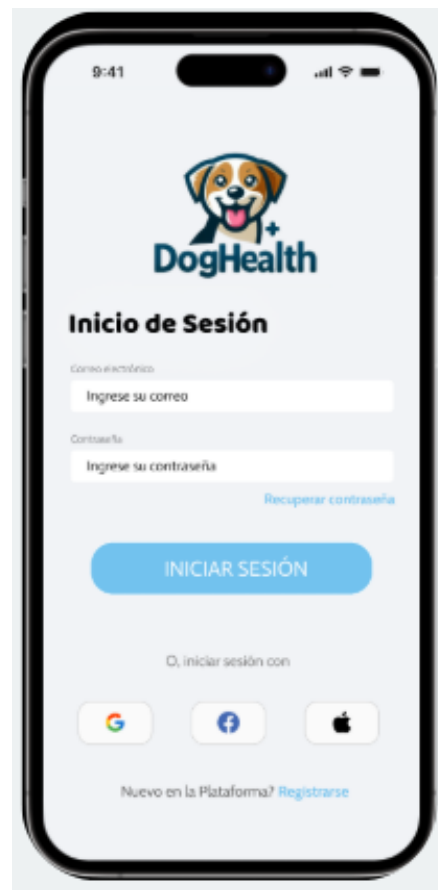 9:41
DogHealth
Inicio de Sesión
Correo electrónico
Ingrese su correo
Contraseña
Ingrese su contraseña
Recuperar contraseña
INICIAR SESIÓN
O, iniciar sesión con
Nuevo en la Plataforma? Registrarse